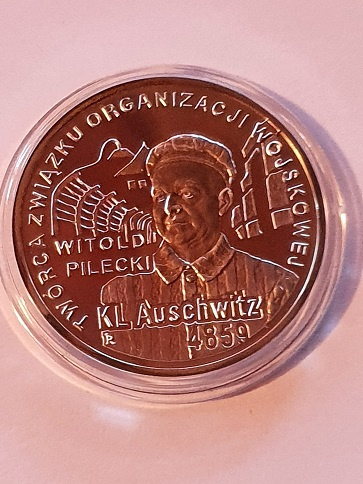 TWÓRCA ZWIĄZKU ORGANIZACJI WOJSKOWEJ
WITOLD
PILECKI
KL Auschwitz
4859